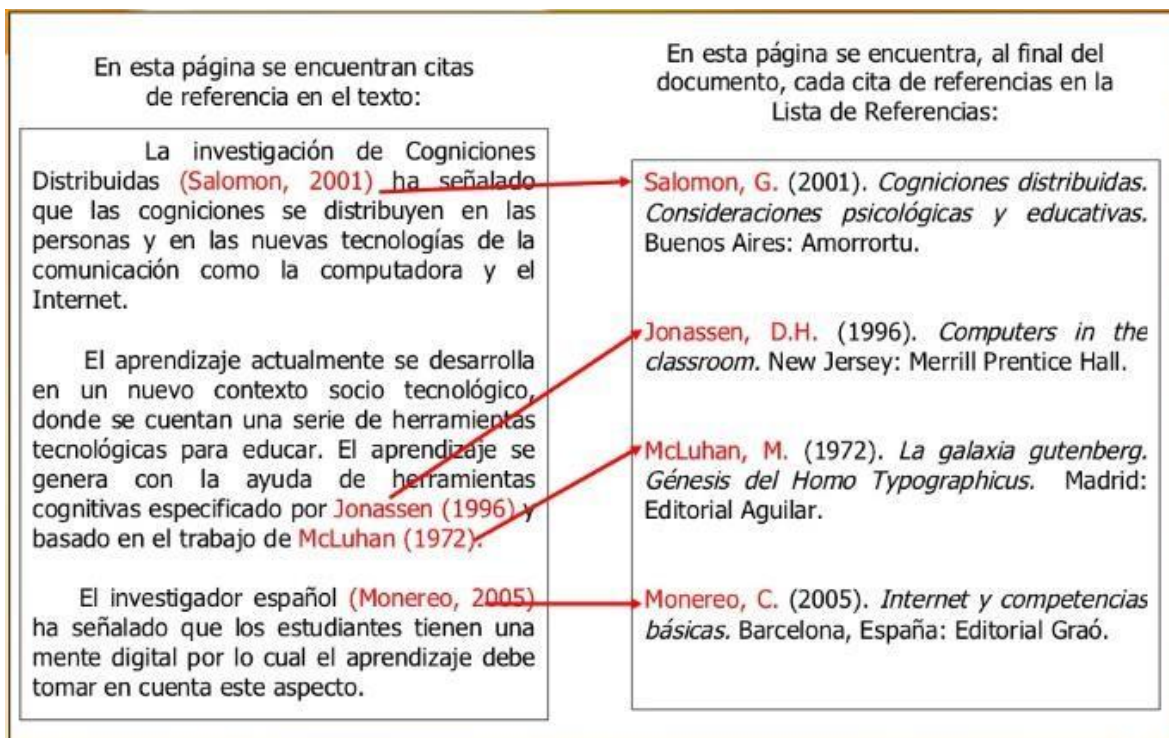 En esta página se encuentran citas
de referencia en el texto:
La investigación de Cogniciones
Distribuidas (Salomon, 2001) ha señalado
que las cogniciones se distribuyen en las
personas y en las nuevas tecnologías de la
comunicación como la computadora y el
Internet.
El aprendizaje actualmente se desarrolla
en un nuevo contexto socio tecnológico,
donde se cuentan una serie de herramientas
tecnológicas para educar. El aprendizaje se
genera con la ayuda de herramientas
cognitivas especificado por Jonassen (1996) y
basado en el trabajo de McLuhan (1972).
El investigador español (Monereo, 2005)
ha señalado que los estudiantes tienen una
mente digital por lo cual el aprendizaje debe
tomar en cuenta este aspecto.
En esta página se encuentra, al final del
documento, cada cita de referencias en la
Lista de Referencias:
Salomon, G. (2001). Cogniciones distribuidas.
Consideraciones psicológicas y educativas.
Buenos Aires: Amorrortu.
Jonassen, D.H. (1996). Computers in the
classroom. New Jersey: Merrill Prentice Hall.
McLuhan, M. (1972). La galaxia gutenberg.
Génesis del Homo Typographicus. Madrid:
Editorial Aguilar.
Monereo, C. (2005). Internet y competencias
básicas. Barcelona, España: Editorial Graó.